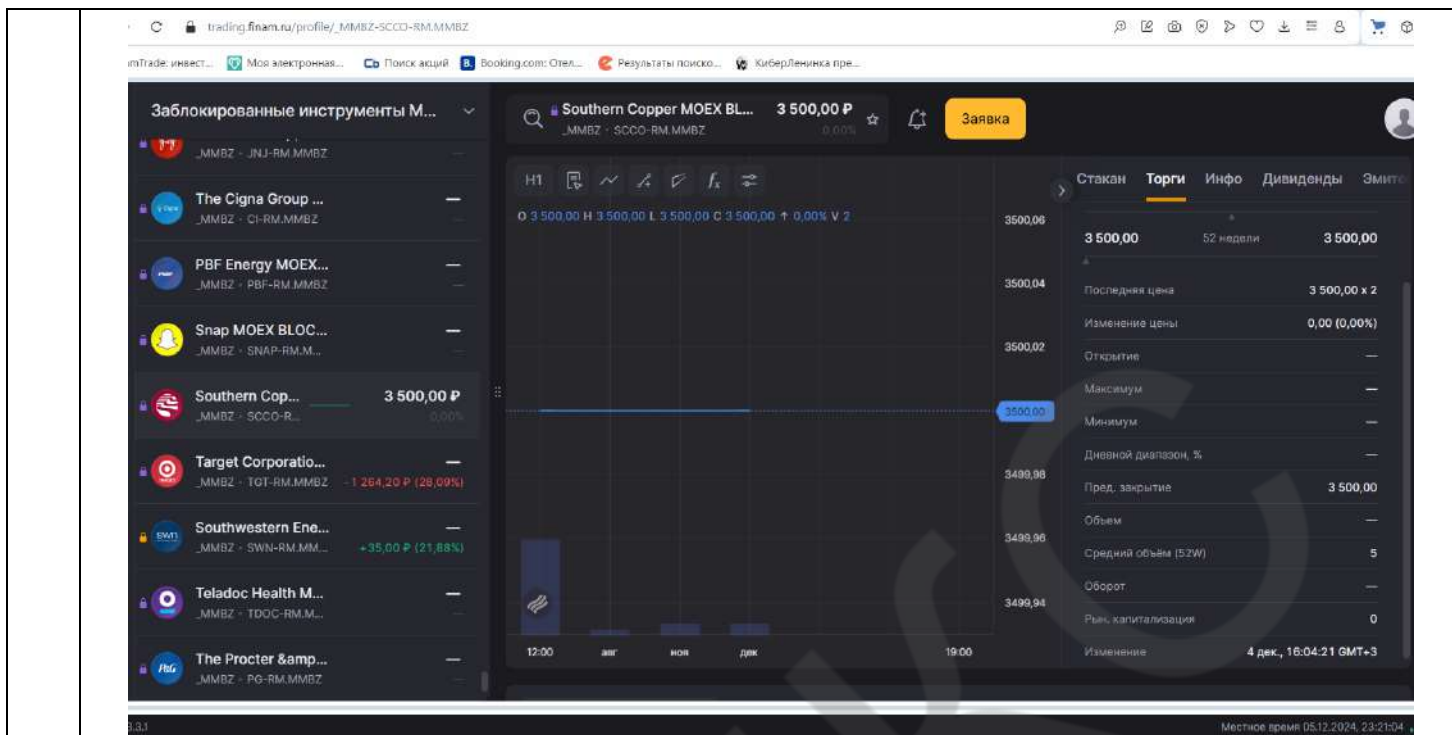 trading.finam.ru/profile/_MMBZ-SCCO-RM.MMBZ
mTrade: инвест... Моя электронная... Поиск акций Booking.com: Отел... Результаты поиско... КиберЛенинка пре...
Заблокированные инструменты М...
Southern Copper MOEX BL... 3 500,00 ₽
_MMBZ · SCCO-RM.MMBZ 0,00%
Заявка
_MMBZ · JNJ-RM.MMBZ —
The Cigna Group ... —
_MMBZ · CI-RM.MMBZ —
PBF Energy MOEX... —
_MMBZ · PBF-RM.MMBZ —
Snap MOEX BLOC... —
_MMBZ · SNAP-RM.M... —
Southern Cop... 3 500,00 ₽
_MMBZ · SCCO-R... 0,00%
Target Corporatio... —
_MMBZ · TGT-RM.MMBZ -1 264,20 ₽ (28,09%)
Southwestern Ene... —
_MMBZ · SWN-RM.MM... +35,00 ₽ (21,88%)
Teladoc Health M... —
_MMBZ · TDOC-RM.M... —
The Procter &amp... —
_MMBZ · PG-RM.MMBZ —
H1
O 3 500,00 H 3 500,00 L 3 500,00 C 3 500,00 ↑ 0,00% V 2
3500,06
3500,04
3500,02
3500,00
3499,98
3499,96
3499,94
12:00 авг ноя дек 19:00
Стакан Торги Инфо Дивиденды Эмит
3 500,00 52 недели 3 500,00
Последняя цена 3 500,00 x 2
Изменение цены 0,00 (0,00%)
Открытие —
Максимум —
Минимум —
Дневной диапазон, % —
Пред. закрытие 3 500,00
Объем —
Средний объём (52W) 5
Оборот —
Рын. капитализация 0
Изменение 4 дек., 16:04:21 GMT+3
3.3.1
Местное время 05.12.2024, 23:21:04